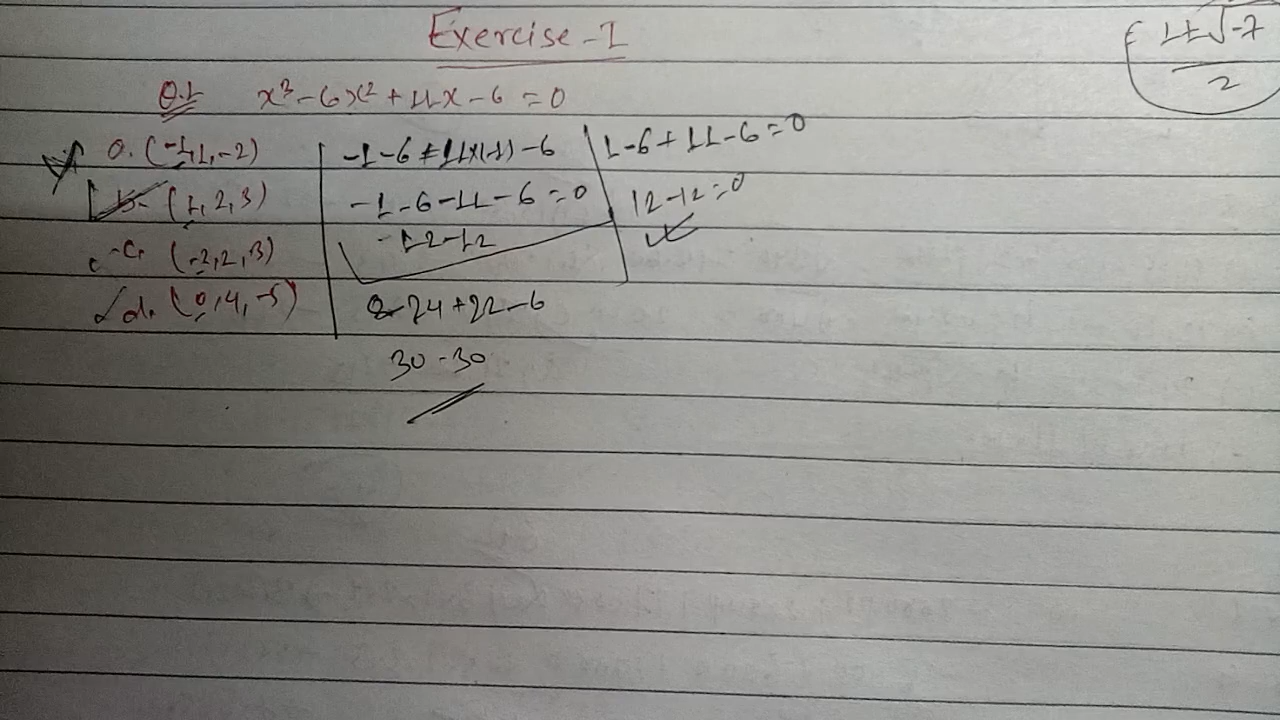 Exercise-1
1±√-7
2
Q.1 x³-6x²+11x-6=0
a. (-1,1,-2)
b. (1,2,3)
c. (-2,2,3)
d. (0,4,-5)
-1-6+11x(-1)-6
-1-6-11-6=0
-12-12
8-24+22-6
30-30
1-6+11-6=0
12-12=0